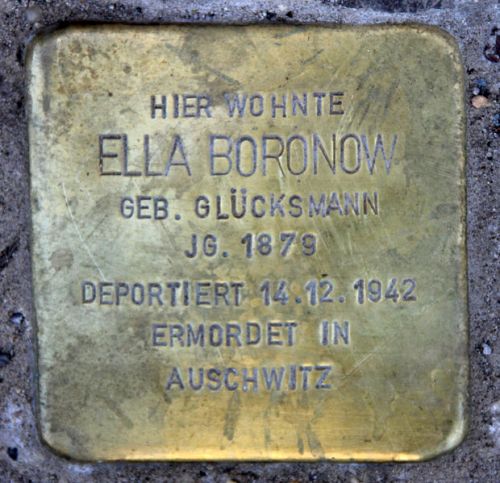 HIER WOHNTE
ELLA BORONOW
GEB. GLÜCKSMANN
JG. 1879
DEPORTIERT 14.12.1942
ERMORDET IN
AUSCHWITZ